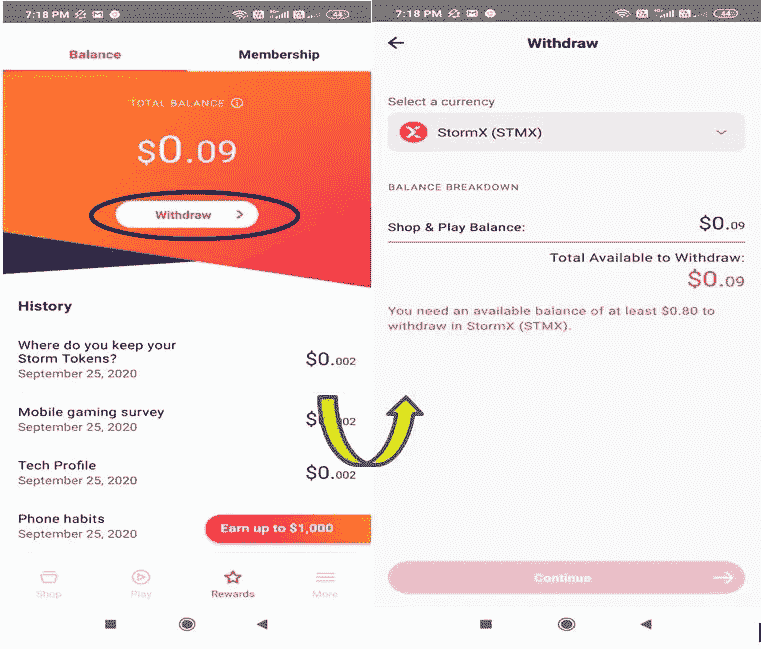 7:18 PM
44
Balance
Membership
TOTAL BALANCE
$0.09
Withdraw
History
Where do you keep your
Storm Tokens?
$0.002
September 25, 2020
Mobile gaming survey
September 25, 2020
Tech Profile
$0.002
September 25, 2020
Phone habits
September 25, 2020
Earn up to $1,000
Shop
Play
Rewards
More
7:18 PM
44
Withdraw
Select a currency
StormX (STMX)
BALANCE BREAKDOWN
Shop & Play Balance:
$0.09
Total Available to Withdraw:
$0.09
You need an available balance of at least $0.80 to
withdraw in StormX (STMX).
Continue